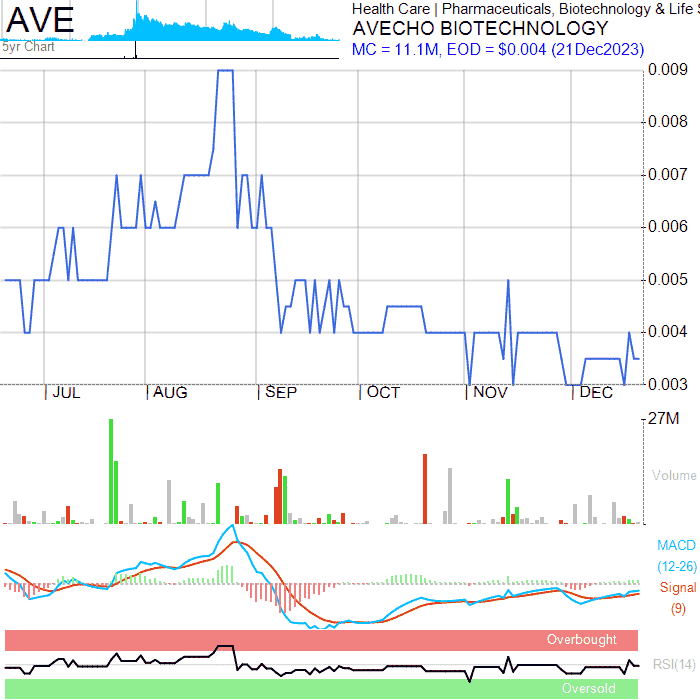 AVE
Health Care | Pharmaceuticals, Biotechnology & Life
AVECHO BIOTECHNOLOGY
5yr Chart
MC = 11.1M, EOD = $0.004 (21Dec2023)
0.009
0.008
0.007
0.006
0.005
0.004
0.003
JUL AUG SEP OCT NOV DEC
27M
Volume
MACD
(12-26)
Signal
(9)
Overbought
RSI(14)
Oversold